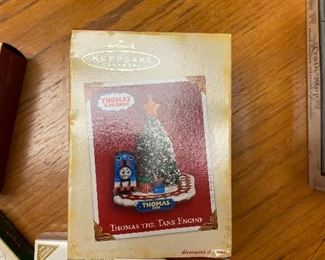 Hallmark
KEEPSAKE
ORNAMENT
THOMAS
& FRIENDS
THOMAS
THOMAS THE TANK ENGINE